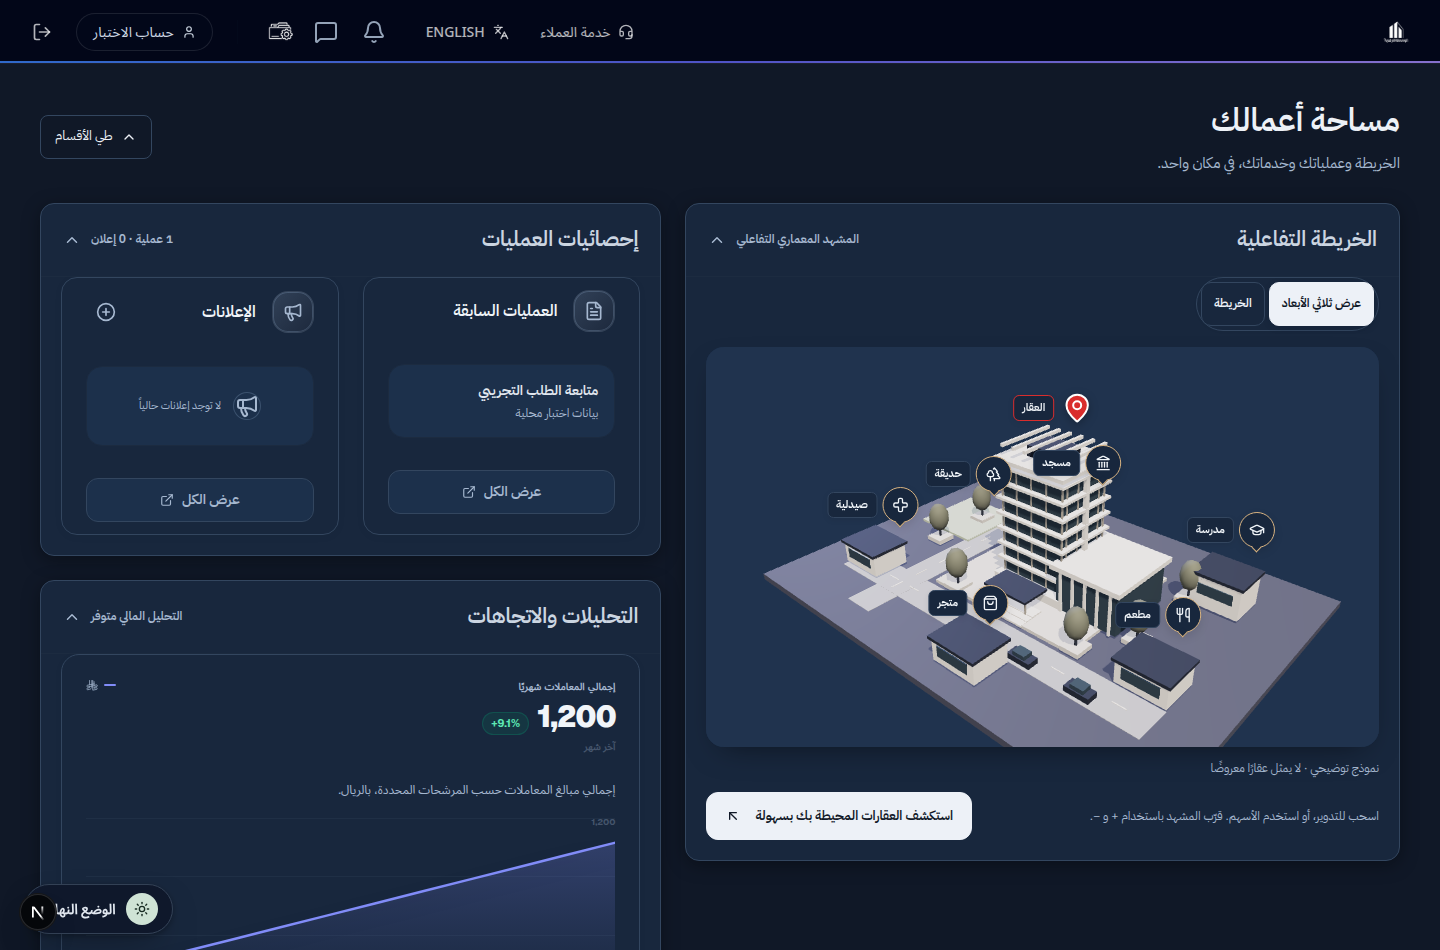 خدمة العملاء
ENGLISH
حساب الاختبار
مساحة أعمالك
الخريطة وعملياتك وخدماتك، في مكان واحد.
طي الأقسام
الخريطة التفاعلية
المشهد المعماري التفاعلي
عرض ثلاثي الأبعاد
الخريطة
العقار
مسجد
حديقة
صيدلية
مدرسة
متجر
مطعم
نموذج توضيحي · لا يمثل عقارًا معروضًا
اسحب للتدوير، أو استخدم الأسهم. قرّب المشهد باستخدام + و −.
استكشف العقارات المحيطة بك بسهولة
إحصائيات العمليات
1 عملية · 0 إعلان
العمليات السابقة
متابعة الطلب التجريبي
بيانات اختبار محلية
عرض الكل
الإعلانات
لا توجد إعلانات حالياً
عرض الكل
التحليلات والاتجاهات
التحليل المالي متوفر
إجمالي المعاملات شهريًا
1,200
+9.1%
آخر شهر
إجمالي مبالغ المعاملات حسب المرشحات المحددة، بالريال.
1,200
الوضع
N